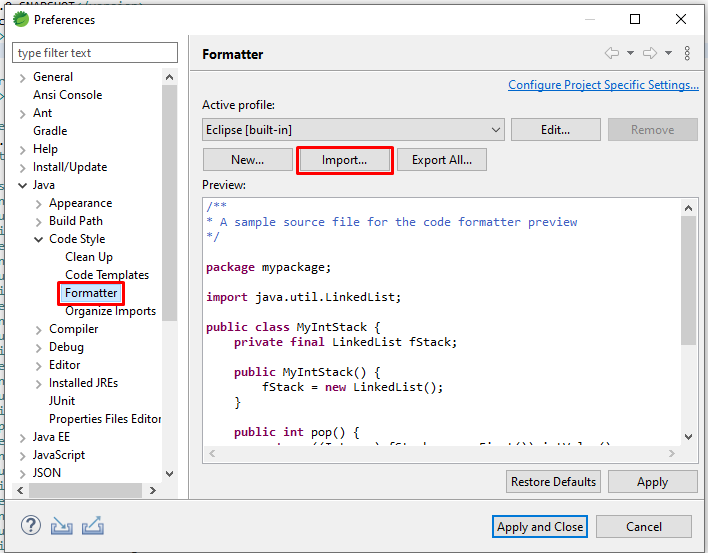 Preferences
type filter text
General
Ansi Console
Ant
Gradle
Help
Install/Update
Java
Appearance
Build Path
Code Style
Clean Up
Code Templates
Formatter
Organize Imports
Compiler
Debug
Editor
Installed JREs
JUnit
Properties Files Editor
Java EE
JavaScript
JSON
Formatter
Configure Project Specific Settings...
Active profile:
Eclipse [built-in]
Edit...
Remove
New...
Import...
Export All...
Preview:
/**
* A sample source file for the code formatter preview
*/
package mypackage;
import java.util.LinkedList;
public class MyIntStack {
private final LinkedList fStack;
public MyIntStack() {
fStack = new LinkedList();
}
public int pop() {
Restore Defaults
Apply
Apply and Close
Cancel